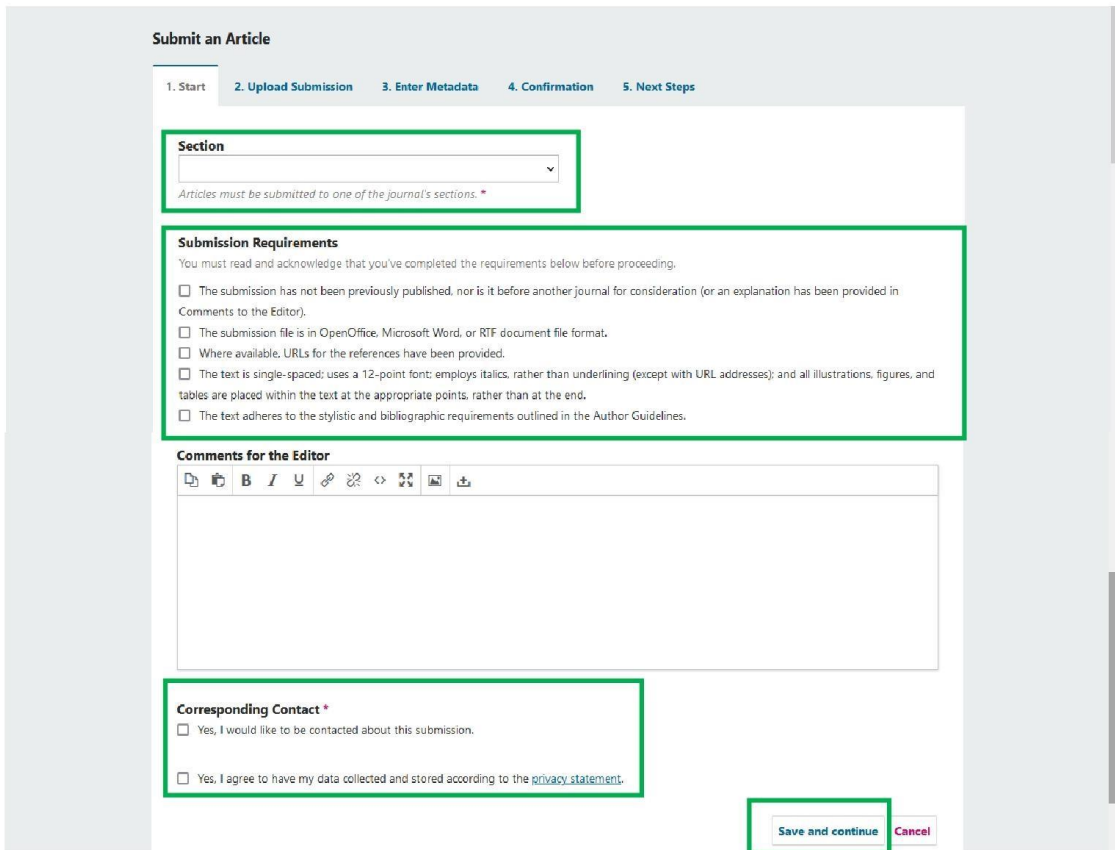 Submit an Article
1. Start 2. Upload Submission 3. Enter Metadata 4. Confirmation 5. Next Steps
Section
Articles must be submitted to one of the journal's sections. *
Submission Requirements
You must read and acknowledge that you've completed the requirements below before proceeding.
The submission has not been previously published, nor is it before another journal for consideration (or an explanation has been provided in
Comments to the Editor).
The submission file is in OpenOffice, Microsoft Word, or RTF document file format.
Where available, URLs for the references have been provided.
The text is single-spaced; uses a 12-point font; employs italics, rather than underlining (except with URL addresses); and all illustrations, figures, and
tables are placed within the text at the appropriate points, rather than at the end.
The text adheres to the stylistic and bibliographic requirements outlined in the Author Guidelines.
Comments for the Editor
B I U
Corresponding Contact *
Yes, I would like to be contacted about this submission.
Yes, I agree to have my data collected and stored according to the privacy statement.
Save and continue Cancel